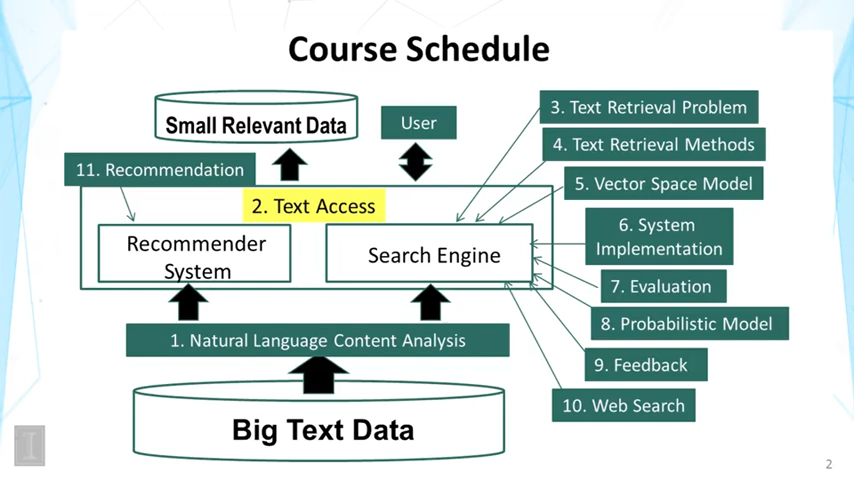 Course Schedule
Small Relevant Data
User
11. Recommendation
2. Text Access
Recommender
System
Search Engine
1. Natural Language Content Analysis
Big Text Data
3. Text Retrieval Problem
4. Text Retrieval Methods
5. Vector Space Model
6. System
Implementation
7. Evaluation
8. Probabilistic Model
9. Feedback
10. Web Search
I
2